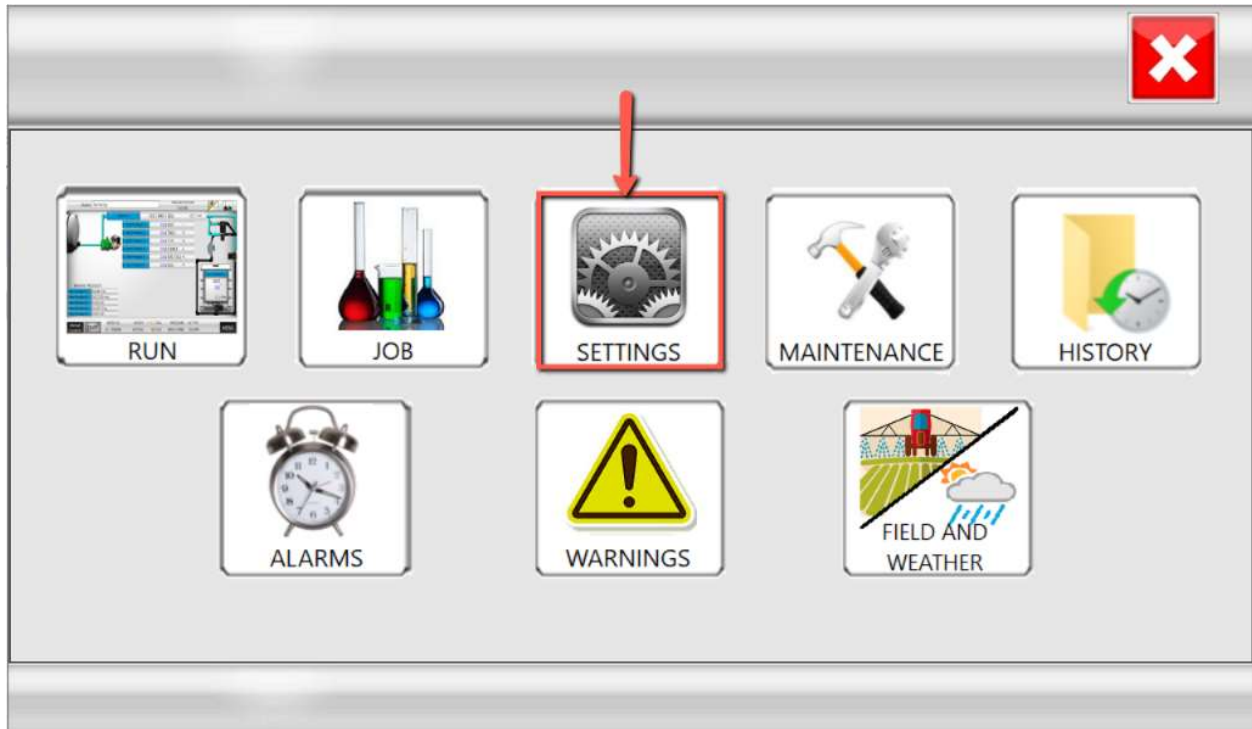 RUN
JOB
SETTINGS
MAINTENANCE
HISTORY
ALARMS
WARNINGS
FIELD AND
WEATHER